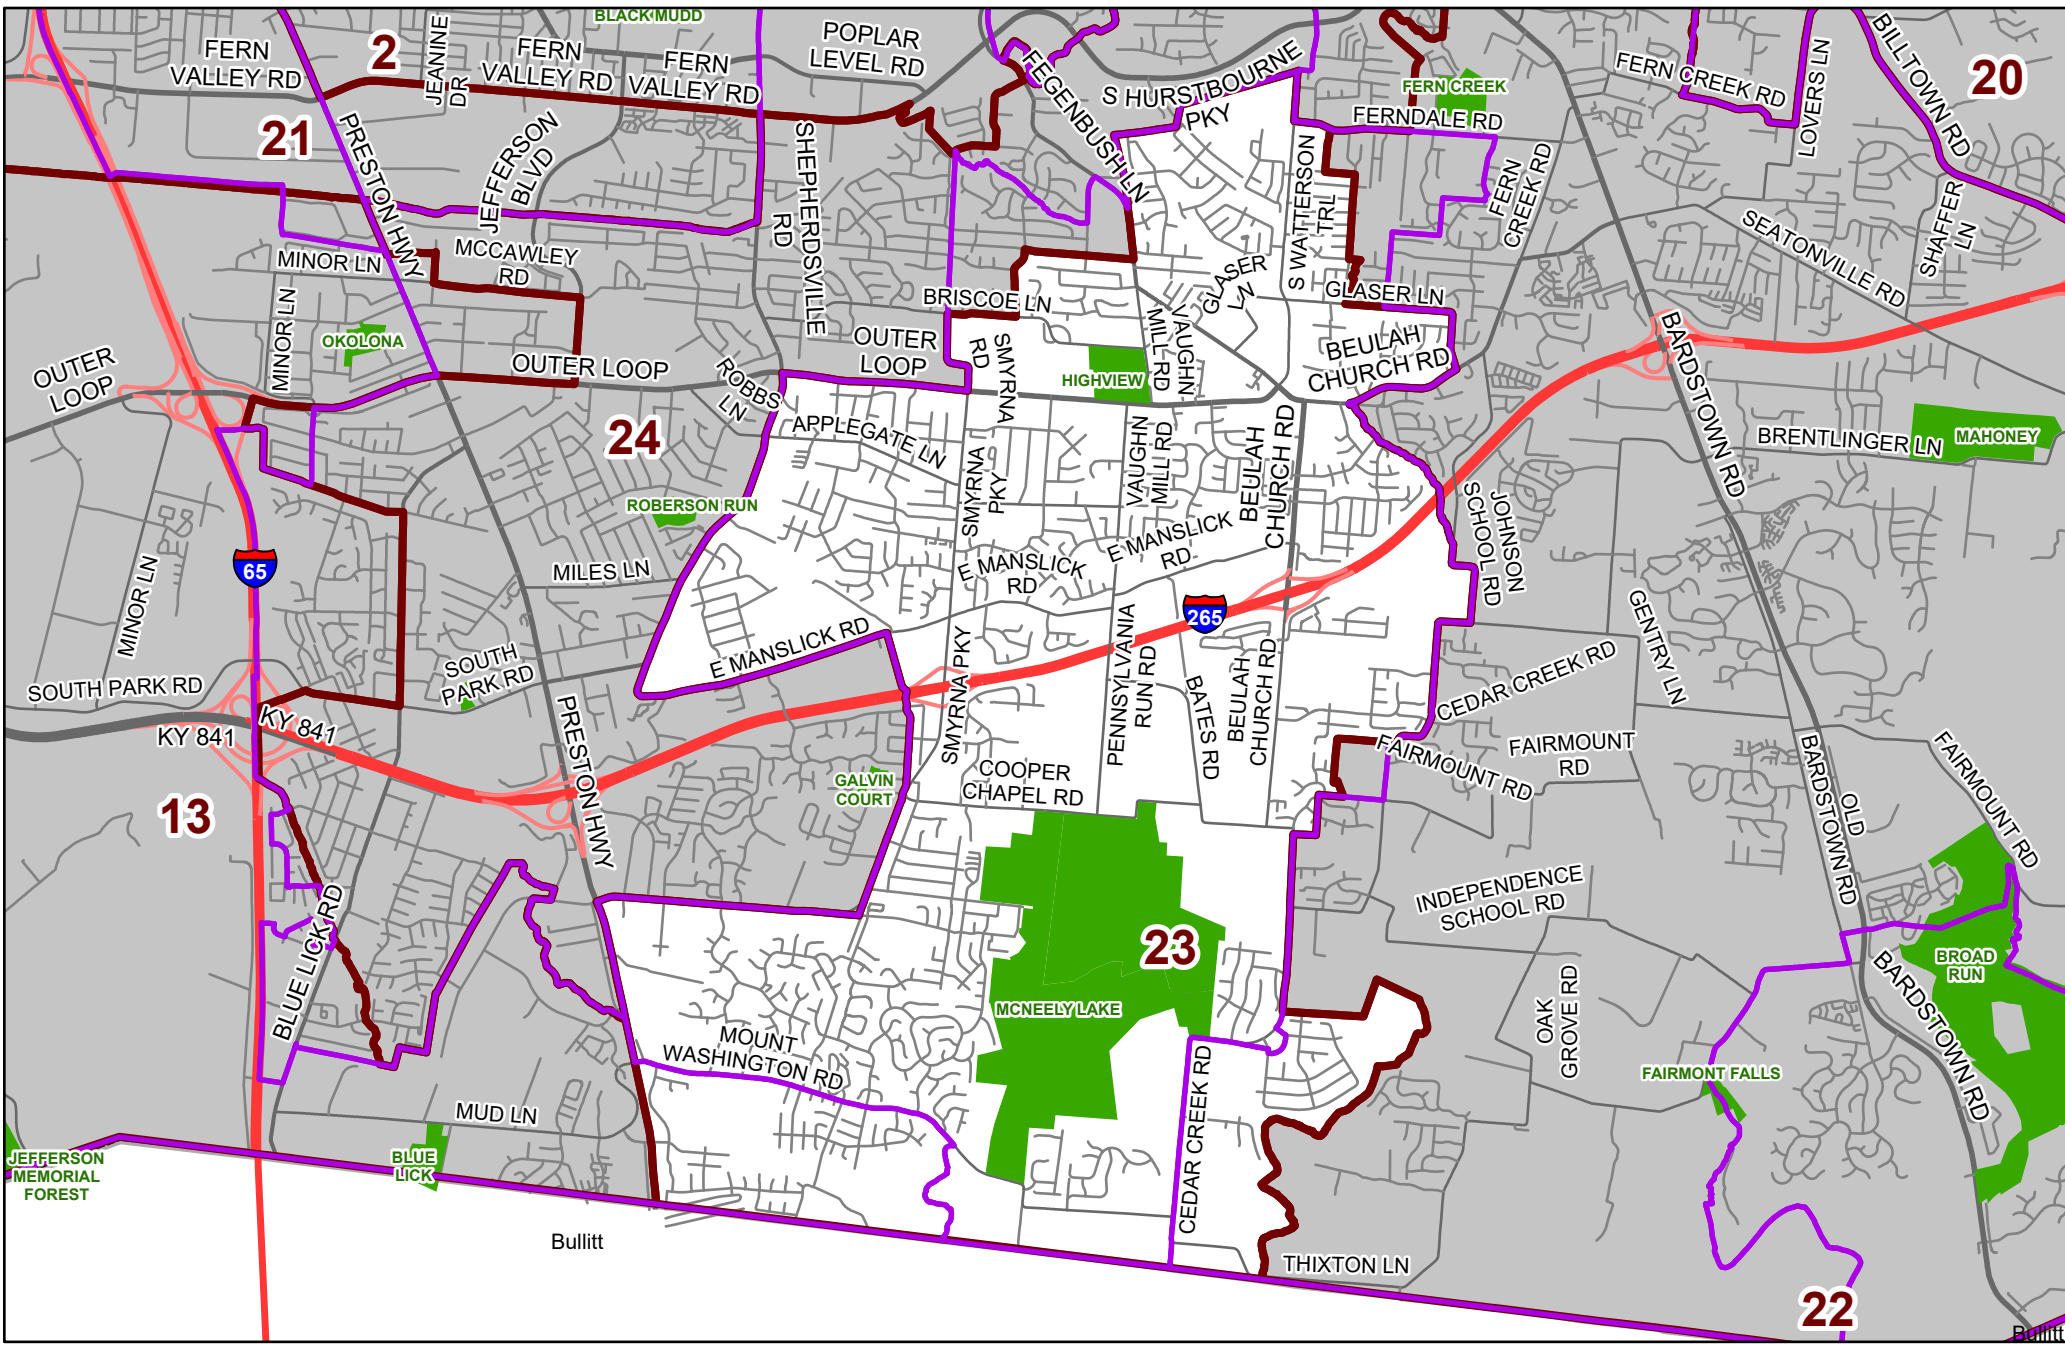 BLACK MUDD
FERN
VALLEY RD
2
JEANINE
DR
FERN
VALLEY RD
FERN
VALLEY RD
POPLAR
LEVEL RD
FEGENBUSH LN
S HURSTBOURNE
PKY
FERN CREEK
FERNDALE RD
FERN CREEK RD
LOVERS LN
BILLTOWN RD
20
21
PRESTON HWY
JEFFERSON
BLVD
SHEPHERDSVILLE
RD
S WATTERSON
TRL
FERN
CREEK RD
SEATONVILLE RD
SHAFFER
LN
MINOR LN
MCCAWLEY
RD
MINOR LN
OKOLONA
BRISCOE LN
GLASER
LN
GLASER LN
OUTER
LOOP
OUTER LOOP
ROBBS
LN
OUTER
LOOP
SMYRNA
RD
HIGHVIEW
VAUGHN
MILL RD
BEULAH
CHURCH RD
BARDSTOWN RD
24
APPLEGATE LN
SMYRNA
PKY
VAUGHN
MILL RD
BEULAH
CHURCH RD
BRENTLINGER LN
MAHONEY
ROBERSON RUN
JOHNSON
SCHOOL RD
65
MINOR LN
MILES LN
E MANSLICK
RD
E MANSLICK
RD
265
GENTRY LN
SOUTH PARK RD
SOUTH
PARK RD
E MANSLICK RD
SMYRNA PKY
PENNSYLVANIA
RUN RD
BATES RD
BEULAH
CHURCH RD
CEDAR CREEK RD
KY 841
KY 841
PRESTON HWY
FAIRMOUNT RD
FAIRMOUNT
RD
BARDSTOWN RD
OLD
FAIRMOUNT RD
13
GALVIN
COURT
COOPER
CHAPEL RD
INDEPENDENCE
SCHOOL RD
BLUE LICK RD
23
MCNEELY LAKE
OAK
GROVE RD
BROAD
RUN
BARDSTOWN RD
MOUNT
WASHINGTON RD
CEDAR CREEK RD
FAIRMONT FALLS
MUD LN
JEFFERSON
MEMORIAL
FOREST
BLUE
LICK
Bullitt
THIXTON LN
22
Bullitt